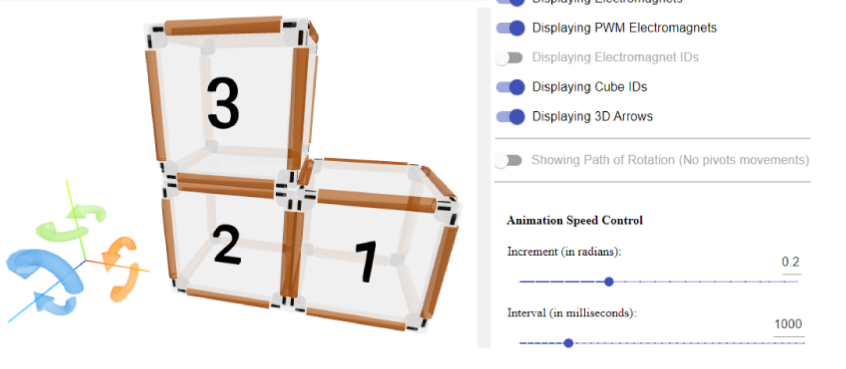 Displaying Electromagnets
Displaying PWM Electromagnets
Displaying Electromagnet IDs
Displaying Cube IDs
Displaying 3D Arrows
Showing Path of Rotation (No pivots movements)
Animation Speed Control
Increment (in radians):
0.2
Interval (in milliseconds):
1000
3
2
1